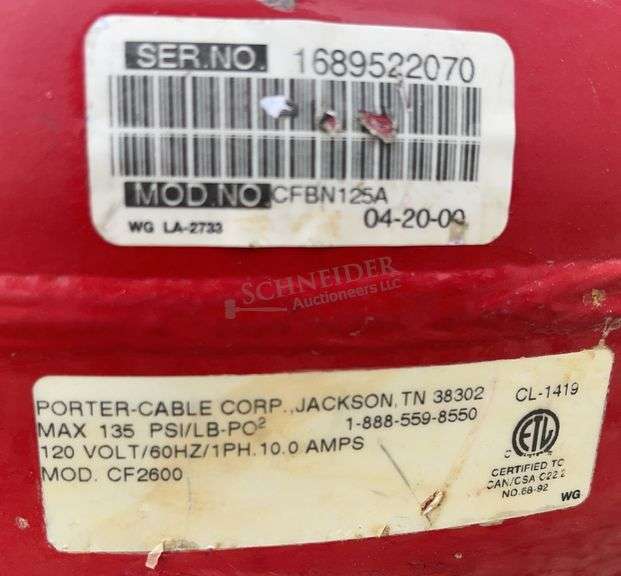 SER.NO. 1689522070
MOD.NO. CFBN125A
04-20-00
WG LA-2733
SCHNEIDER
Auctioneers LLC
PORTER-CABLE CORP., JACKSON, TN 38302 CL-1419
MAX 135 PSI/LB-PO² 1-888-559-8550
120 VOLT/60HZ/1PH.10.0 AMPS
MOD. CF2600
ETL
CERTIFIED TO
CAN/CSA C22.2
NO.68-92
WG